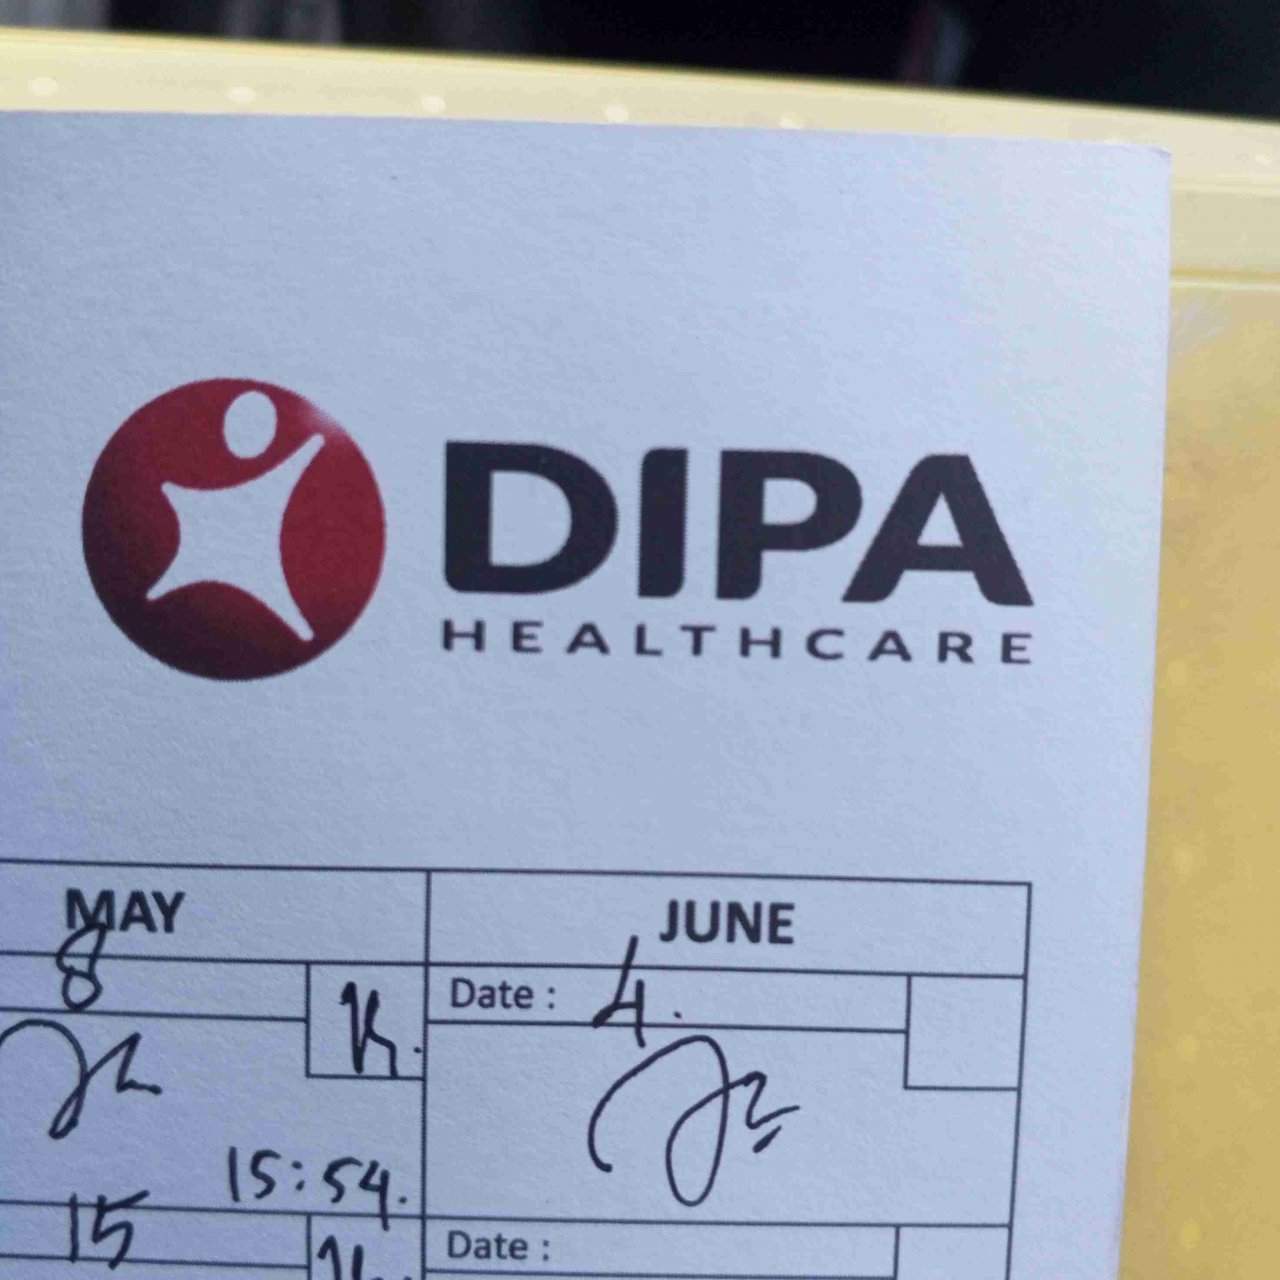 DIPA
HEALTHCARE
MAY
JUNE
8
K.
Date : 4.
15:54.
15
K.
Date :